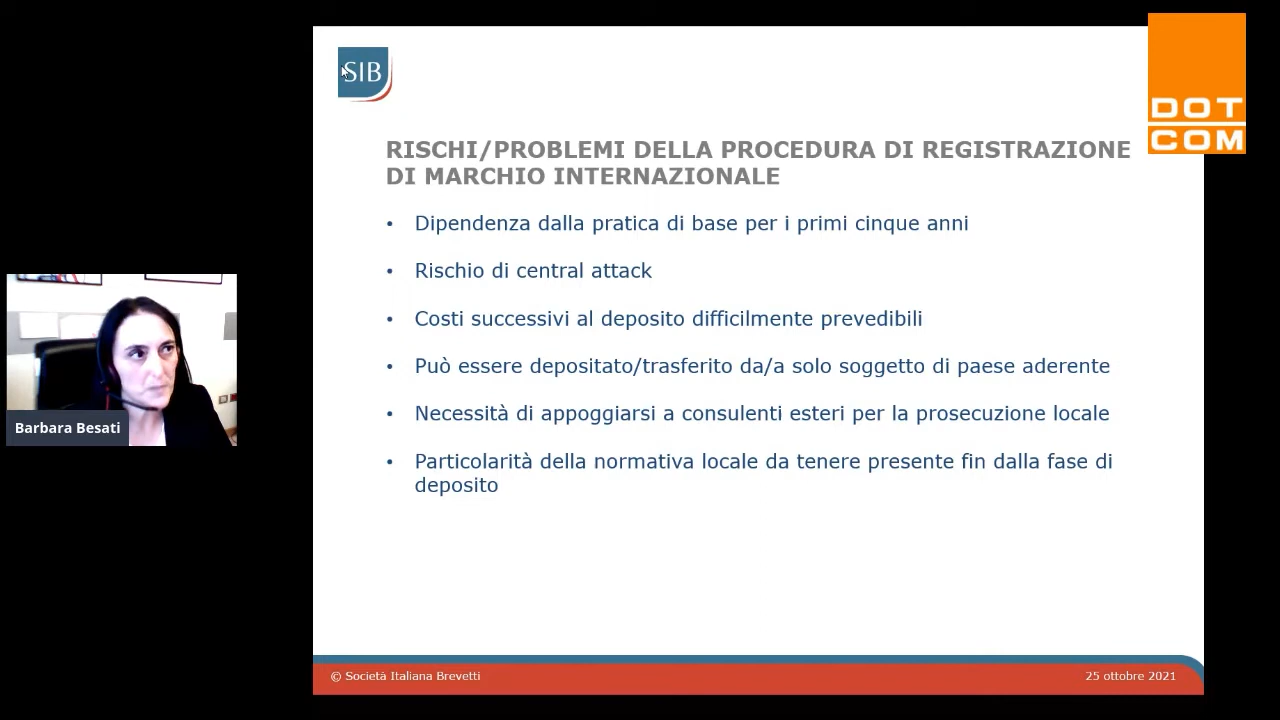 SIB
DOT
COM
RISCHI/PROBLEMI DELLA PROCEDURA DI REGISTRAZIONE
DI MARCHIO INTERNAZIONALE
• Dipendenza dalla pratica di base per i primi cinque anni
• Rischio di central attack
• Costi successivi al deposito difficilmente prevedibili
• Può essere depositato/trasferito da/a solo soggetto di paese aderente
• Necessità di appoggiarsi a consulenti esteri per la prosecuzione locale
• Particolarità della normativa locale da tenere presente fin dalla fase di
deposito
Barbara Besati
© Società Italiana Brevetti
25 ottobre 2021